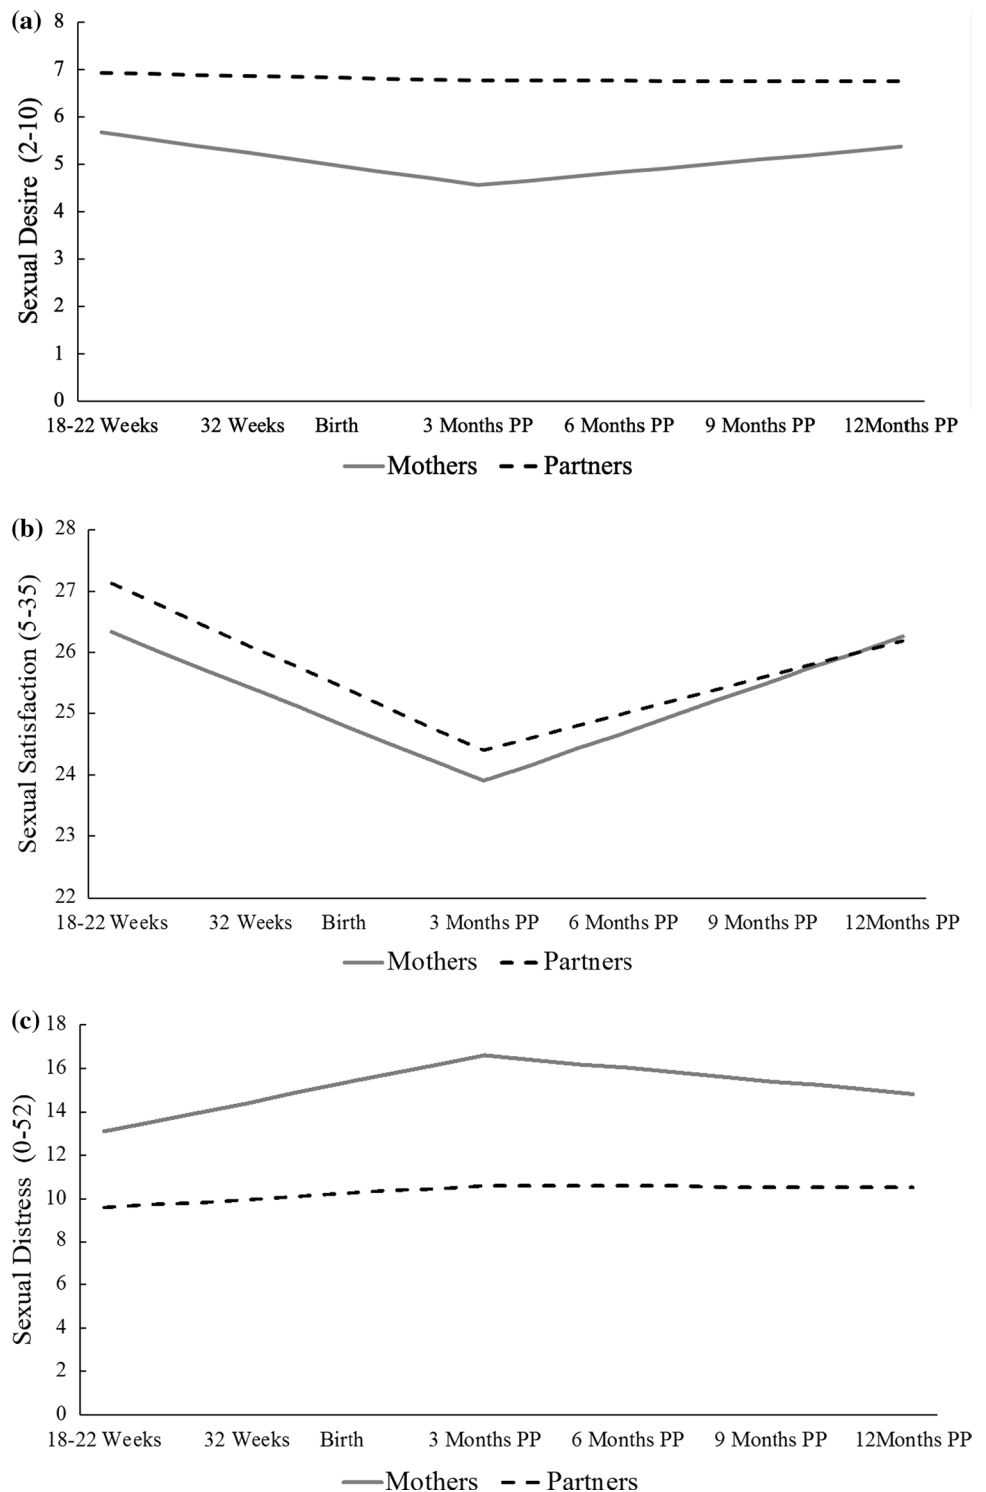 (a)
Sexual Desire (2-10)
8
7
6
5
4
3
2
1
0
18-22 Weeks 32 Weeks Birth 3 Months PP 6 Months PP 9 Months PP 12Months PP
Mothers Partners
(b)
Sexual Satisfaction (5-35)
28
27
26
25
24
23
22
18-22 Weeks 32 Weeks Birth 3 Months PP 6 Months PP 9 Months PP 12Months PP
Mothers Partners
(c)
Sexual Distress (0-52)
18
16
14
12
10
8
6
4
2
0
18-22 Weeks 32 Weeks Birth 3 Months PP 6 Months PP 9 Months PP 12Months PP
Mothers Partners